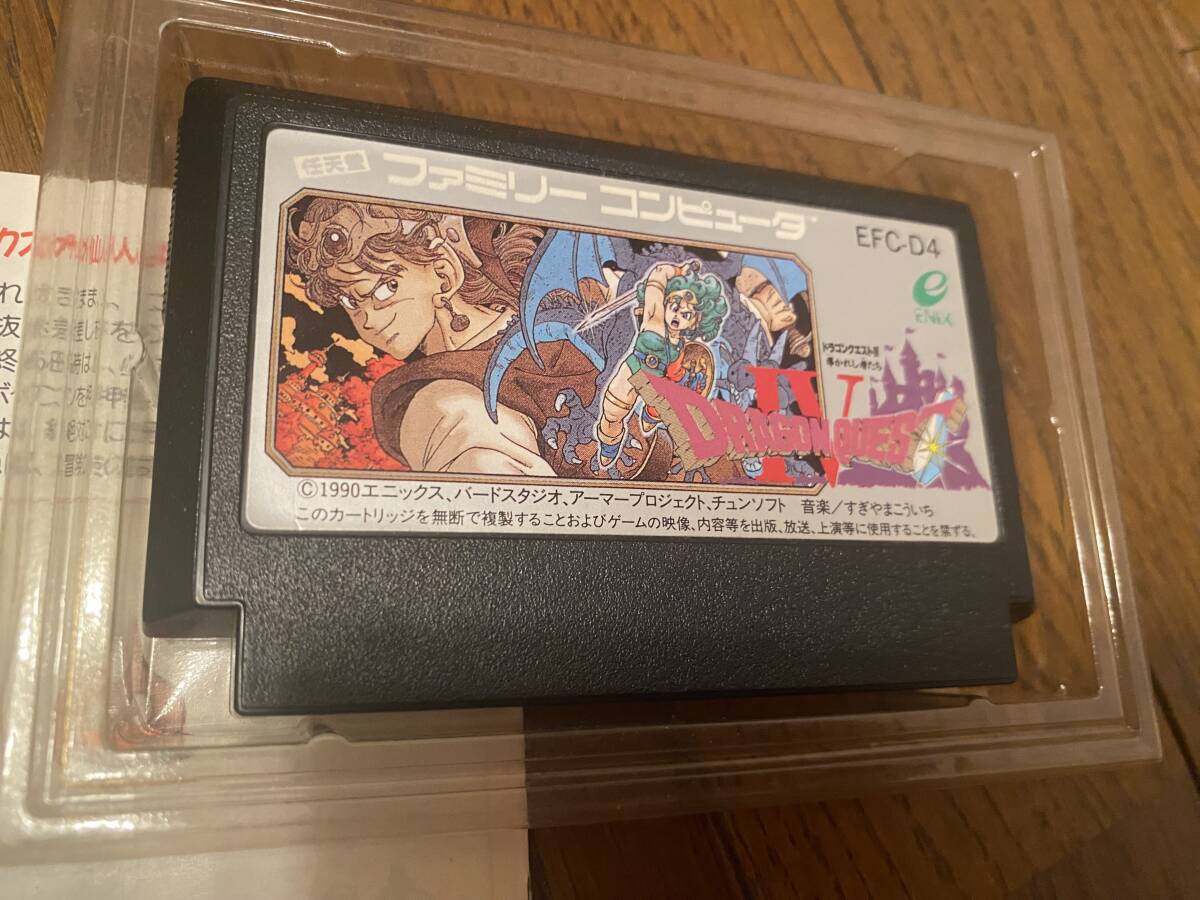 任天堂 ファミリー コンピュータ™
EFC-D4
ENIX
ドラゴンクエストIV
導かれし者たち
IV
DRAGON QUEST
©1990エニックス、バードスタジオ、アーマープロジェクト、チュンソフト 音楽/すぎやまこういち
このカートリッジを無断で複製することおよびゲームの映像、内容等を出版、放送、上演等に使用することを禁ずる。